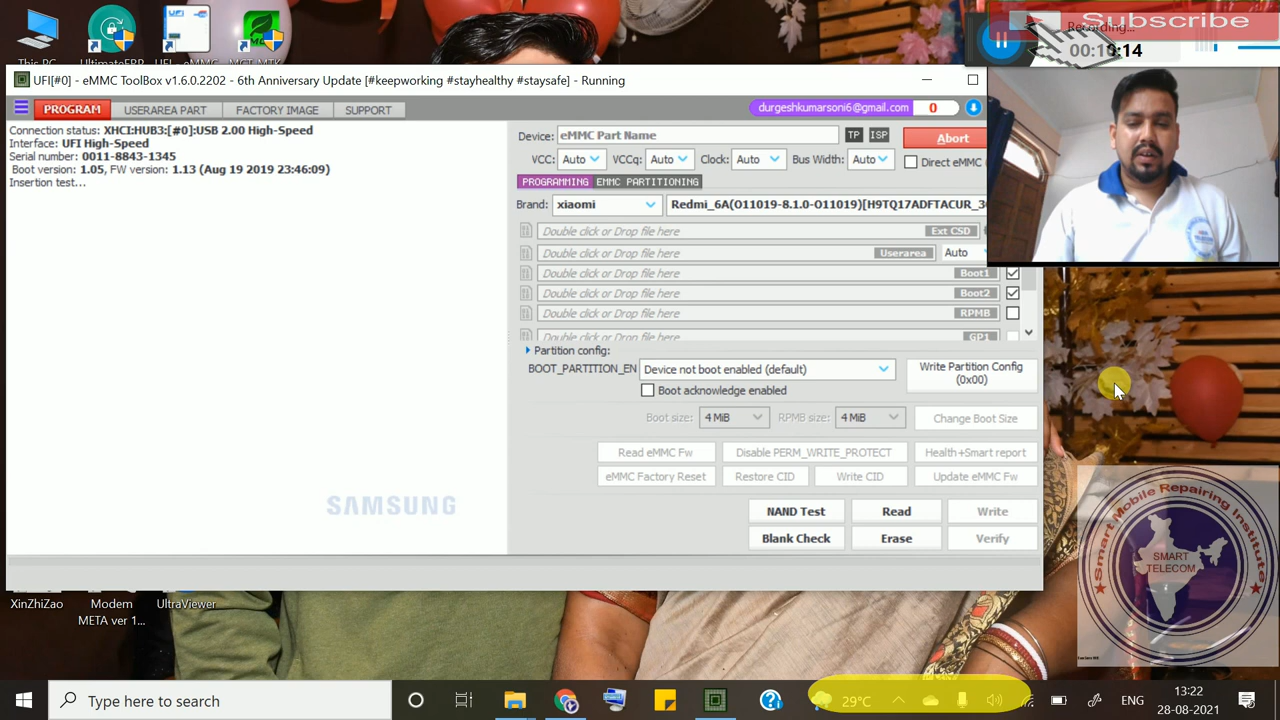 This PC
UltimateFRP
UFI - eMMC
MCT MTK
Subscribe
Recording...
00:10:14
UFI[#0] - eMMC ToolBox v1.6.0.2202 - 6th Anniversary Update [#keepworking #stayhealthy #staysafe] - Running
PROGRAM
USERAREA PART
FACTORY IMAGE
SUPPORT
durgeshkumarsoni6@gmail.com
0
Connection status: XHCI:HUB3:[#0]:USB 2.00 High-Speed
Interface: UFI High-Speed
Serial number: 0011-8843-1345
Boot version: 1.05, FW version: 1.13 (Aug 19 2019 23:46:09)
Insertion test...
SAMSUNG
Device: eMMC Part Name TP ISP Abort
VCC: Auto VCCq: Auto Clock: Auto Bus Width: Auto Direct eMMC
PROGRAMMING EMMC PARTITIONING
Brand: xiaomi Redmi_6A(O11019-8.1.0-O11019)[H9TQ17ADFTACUR_3
Double click or Drop file here Ext CSD
Double click or Drop file here Userarea Auto
Double click or Drop file here Boot1
Double click or Drop file here Boot2
Double click or Drop file here RPMB
Double click or Drop file here GP1
Partition config:
BOOT_PARTITION_EN Device not boot enabled (default) Write Partition Config
(0x00)
Boot acknowledge enabled
Boot size: 4 MiB RPMB size: 4 MiB Change Boot Size
Read eMMC Fw Disable PERM_WRITE_PROTECT Health+Smart report
eMMC Factory Reset Restore CID Write CID Update eMMC Fw
NAND Test Read Write
Blank Check Erase Verify
Smart Mobile Repairing Institute
SMART
TELECOM
XinZhiZao
Modem
META ver 1...
UltraViewer
Type here to search
29°C
ENG
13:22
28-08-2021